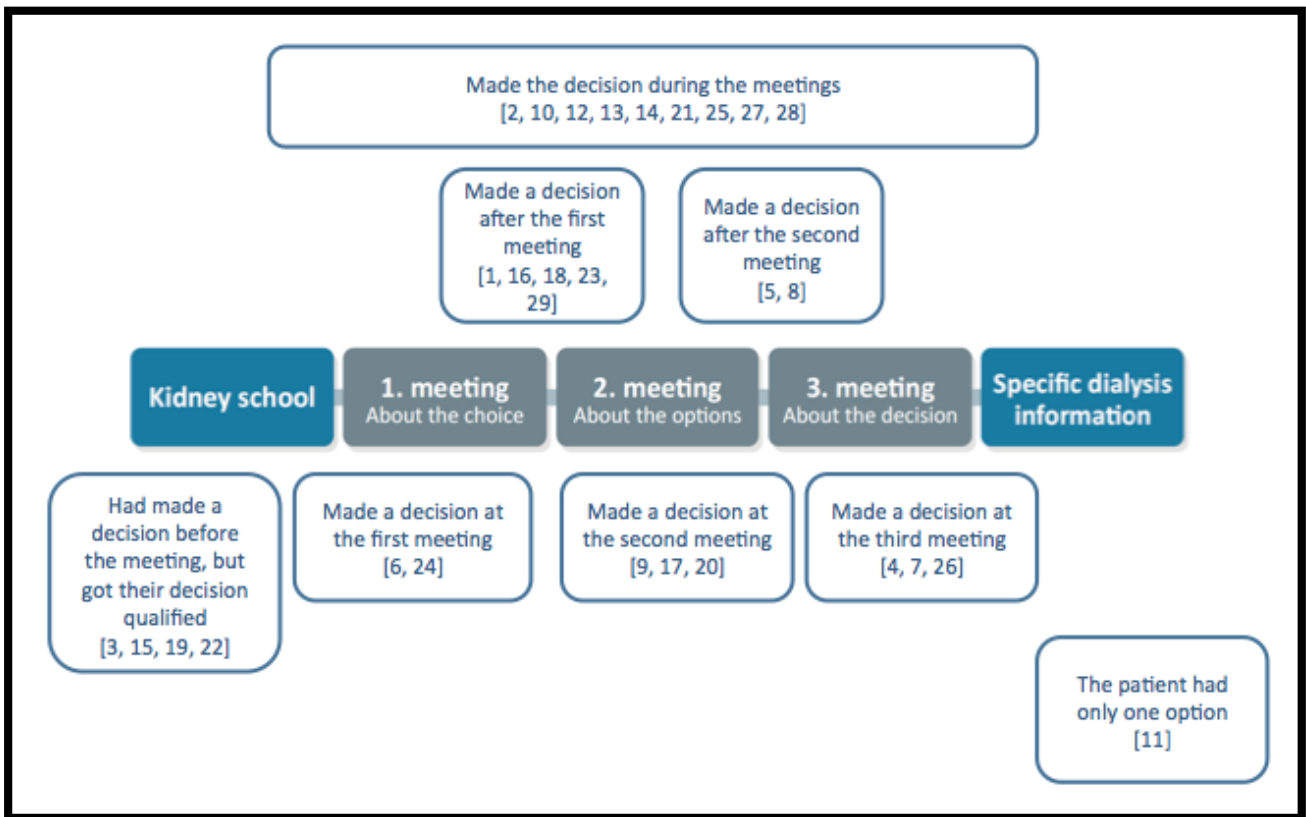 Made the decision during the meetings
[2, 10, 12, 13, 14, 21, 25, 27, 28]
Made a decision
after the first
meeting
[1, 16, 18, 23,
29]
Made a decision
after the second
meeting
[5, 8]
Kidney school
1. meeting
About the choice
2. meeting
About the options
3. meeting
About the decision
Specific dialysis
information
Had made a
decision before
the meeting, but
got their decision
qualified
[3, 15, 19, 22]
Made a decision at
the first meeting
[6, 24]
Made a decision at
the second meeting
[9, 17, 20]
Made a decision at
the third meeting
[4, 7, 26]
The patient had
only one option
[11]